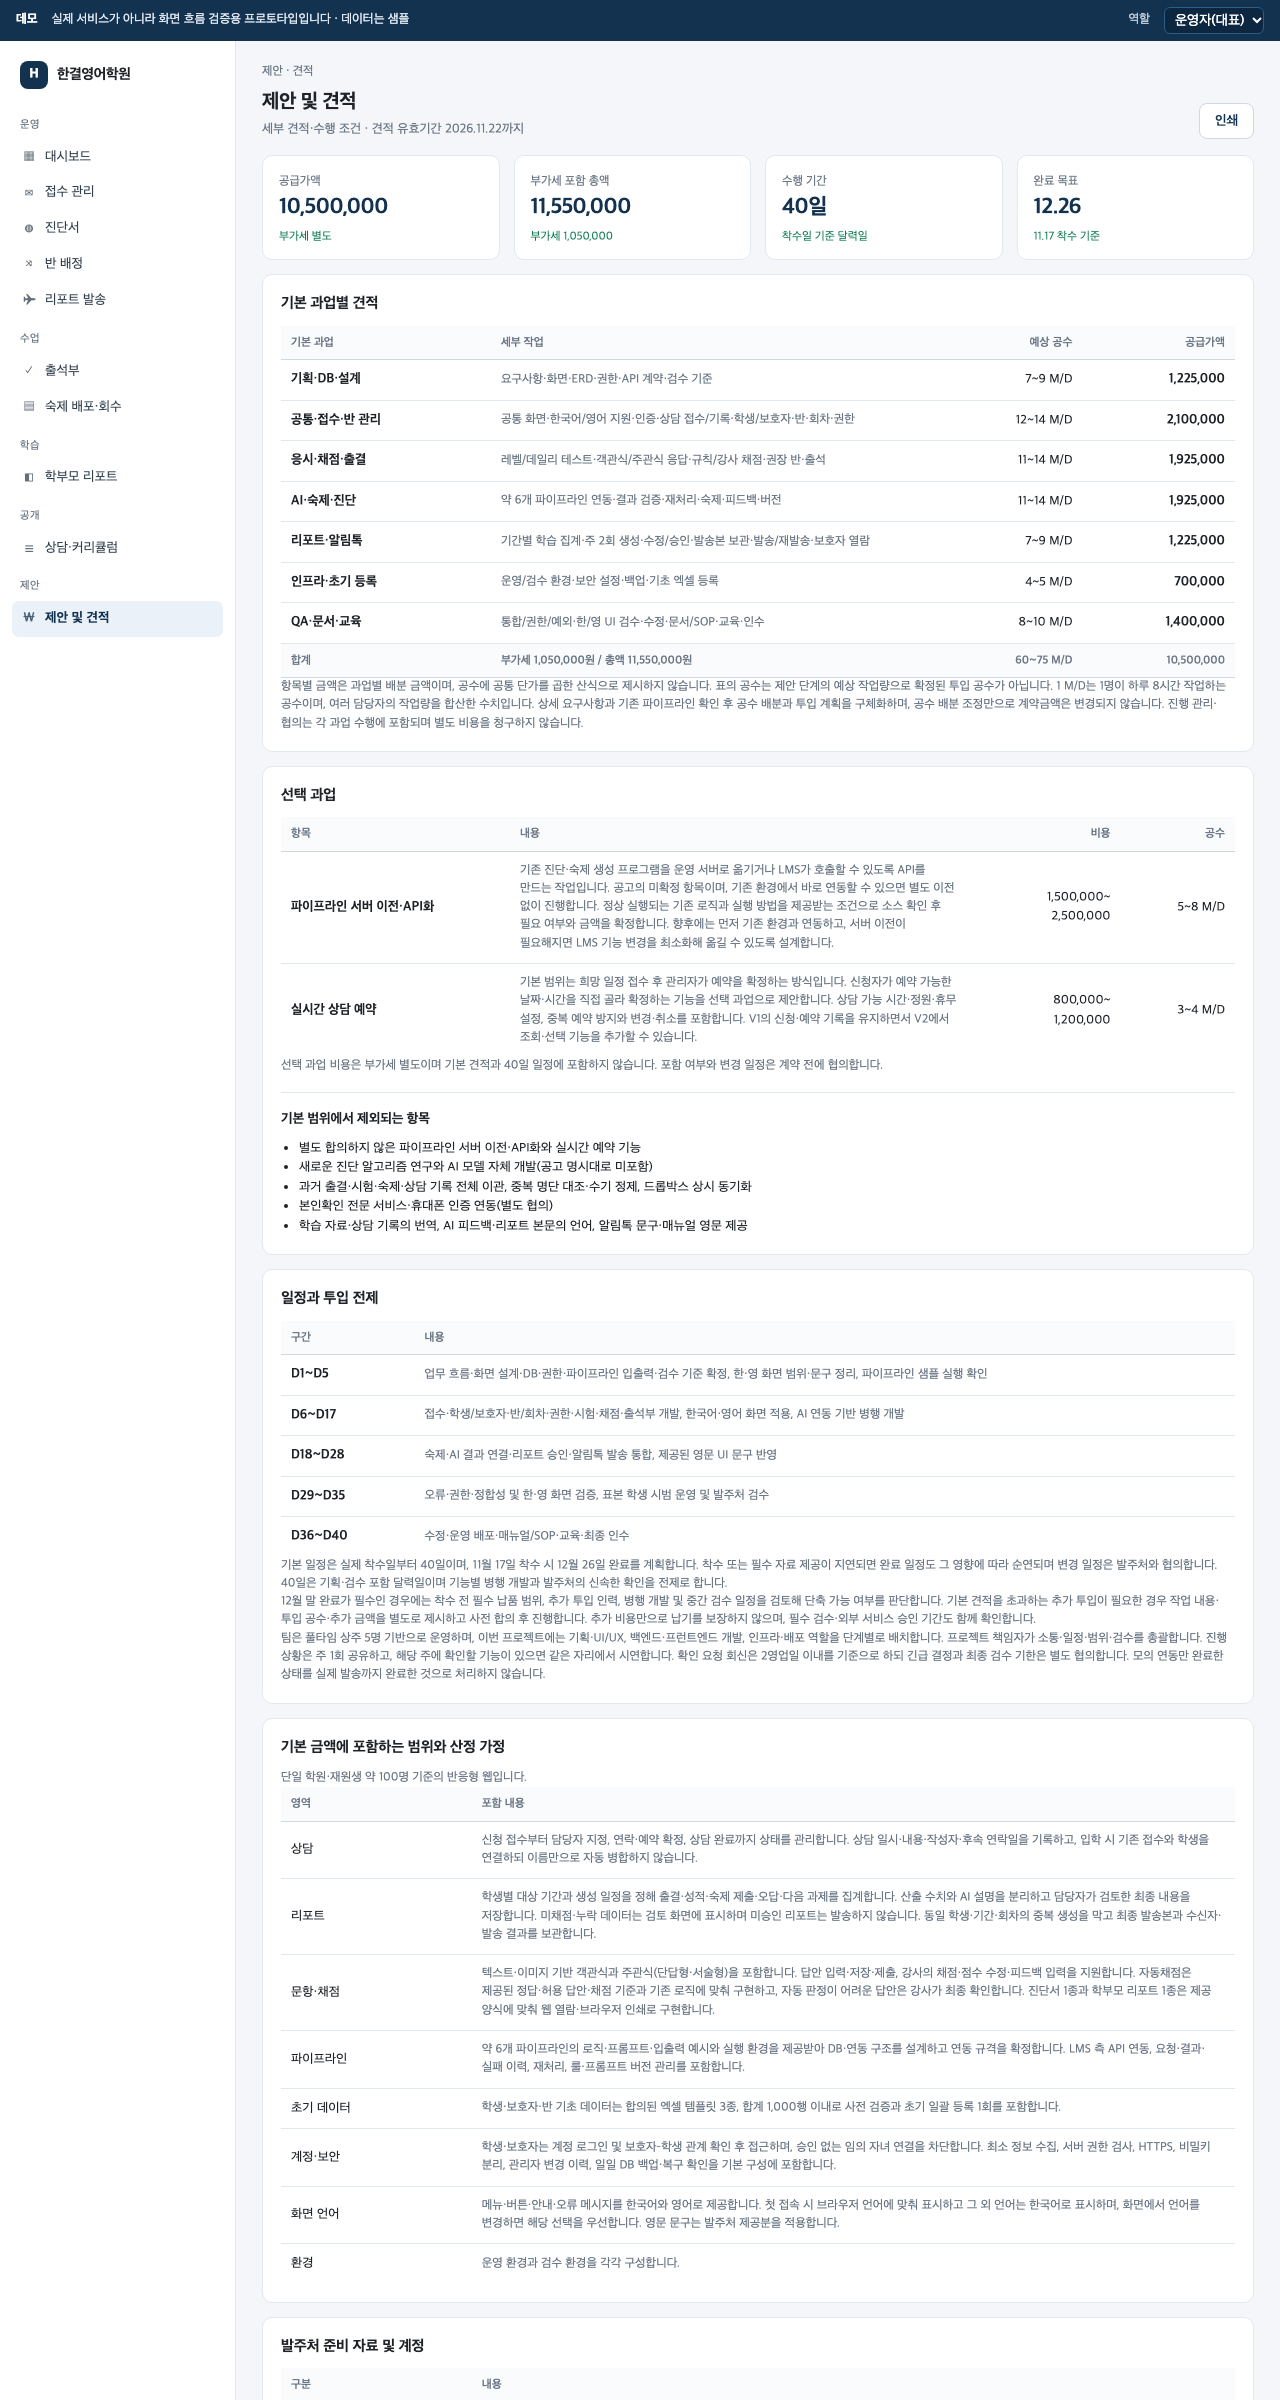 데모 실제 서비스가 아니라 화면 흐름 검증용 프로토타입입니다 · 데이터는 샘플 역할 운영자(대표)
H 한결영어학원
운영
대시보드
접수 관리
진단서
반 배정
리포트 발송
수업
출석부
숙제 배포·회수
학습
학부모 리포트
공개
상담·커리큘럼
제안
₩ 제안 및 견적
제안 · 견적
제안 및 견적
세부 견적·수행 조건 · 견적 유효기간 2026.11.22까지
인쇄
공급가액
10,500,000
부가세 별도
부가세 포함 총액
11,550,000
부가세 1,050,000
수행 기간
40일
착수일 기준 달력일
완료 목표
12.26
11.17 착수 기준
기본 과업별 견적
기본 과업 세부 작업 예상 공수 공급가액
기획·DB·설계 요구사항·화면·ERD·권한·API 계약·검수 기준 7~9 M/D 1,225,000
공통·접수·반 관리 공통 화면·한국어/영어 지원·인증·상담 접수/기록·학생/보호자·반·회차·권한 12~14 M/D 2,100,000
응시·채점·출결 레벨/데일리 테스트·객관식/주관식 응답·규칙/강사 채점·권장 반·출석 11~14 M/D 1,925,000
AI·숙제·진단 약 6개 파이프라인 연동·결과 검증·재처리·숙제·피드백·버전 11~14 M/D 1,925,000
리포트·알림톡 기간별 학습 집계·주 2회 생성·수정/승인·발송본 보관·발송/재발송·보호자 열람 7~9 M/D 1,225,000
인프라·초기 등록 운영/검수 환경·보안 설정·백업·기초 엑셀 등록 4~5 M/D 700,000
QA·문서·교육 통합/권한/예외·한/영 UI 검수·수정·문서/SOP·교육·인수 8~10 M/D 1,400,000
합계 부가세 1,050,000원 / 총액 11,550,000원 60~75 M/D 10,500,000
항목별 금액은 과업별 배분 금액이며, 공수에 공통 단가를 곱한 산식으로 제시하지 않습니다. 표의 공수는 제안 단계의 예상 작업량으로 확정된 투입 공수가 아닙니다. 1 M/D는 1명이 하루 8시간 작업하는
공수이며, 여러 담당자의 작업량을 합산한 수치입니다. 상세 요구사항과 기존 파이프라인 확인 후 공수 배분과 투입 계획을 구체화하며, 공수 배분 조정만으로 계약금액은 변경되지 않습니다. 진행 관리·
협의는 각 과업 수행에 포함되며 별도 비용을 청구하지 않습니다.
선택 과업
항목 내용 비용 공수
파이프라인 서버 이전·API화
기존 진단·숙제 생성 프로그램을 운영 서버로 옮기거나 LMS가 호출할 수 있도록 API를
만드는 작업입니다. 공고의 미확정 항목이며, 기존 환경에서 바로 연동할 수 있으면 별도 이전
없이 진행합니다. 정상 실행되는 기존 로직과 실행 방법을 제공받는 조건으로 소스 확인 후
필요 여부와 금액을 확정합니다. 향후에는 먼저 기존 환경과 연동하고, 서버 이전이
필요해지면 LMS 기능 변경을 최소화해 옮길 수 있도록 설계합니다.
1,500,000~
2,500,000
5~8 M/D
실시간 상담 예약
기본 범위는 희망 일정 접수 후 관리자가 예약을 확정하는 방식입니다. 신청자가 예약 가능한
날짜·시간을 직접 골라 확정하는 기능을 선택 과업으로 제안합니다. 상담 가능 시간·정원·휴무
설정, 중복 예약 방지와 변경·취소를 포함합니다. V1의 신청·예약 기록을 유지하면서 V2에서
조회·선택 기능을 추가할 수 있습니다.
800,000~
1,200,000
3~4 M/D
선택 과업 비용은 부가세 별도이며 기본 견적과 40일 일정에 포함하지 않습니다. 포함 여부와 변경 일정은 계약 전에 협의합니다.
기본 범위에서 제외되는 항목
• 별도 합의하지 않은 파이프라인 서버 이전·API화와 실시간 예약 기능
• 새로운 진단 알고리즘 연구와 AI 모델 자체 개발(공고 명시대로 미포함)
• 과거 출결·시험·숙제·상담 기록 전체 이관, 중복 명단 대조·수기 정제, 드롭박스 상시 동기화
• 본인확인 전문 서비스·휴대폰 인증 연동(별도 협의)
• 학습 자료·상담 기록의 번역, AI 피드백·리포트 본문의 언어, 알림톡 문구·매뉴얼 영문 제공
일정과 투입 전제
구간 내용
D1~D5 업무 흐름·화면 설계·DB·권한·파이프라인 입출력·검수 기준 확정, 한·영 화면 범위·문구 정리, 파이프라인 샘플 실행 확인
D6~D17 접수·학생/보호자·반/회차·권한·시험·채점·출석부 개발, 한국어·영어 화면 적용, AI 연동 기반 병행 개발
D18~D28 숙제·AI 결과 연결·리포트 승인·알림톡 발송 통합, 제공된 영문 UI 문구 반영
D29~D35 오류·권한·정합성 및 한·영 화면 검증, 표본 학생 시범 운영 및 발주처 검수
D36~D40 수정·운영 배포·매뉴얼/SOP·교육·최종 인수
기본 일정은 실제 착수일부터 40일이며, 11월 17일 착수 시 12월 26일 완료를 계획합니다. 착수 또는 필수 자료 제공이 지연되면 완료 일정도 그 영향에 따라 순연되며 변경 일정은 발주처와 협의합니다.
40일은 기획·검수 포함 달력일이며 기능별 병행 개발과 발주처의 신속한 확인을 전제로 합니다.
12월 말 완료가 필수인 경우에는 착수 전 필수 납품 범위, 추가 투입 인력, 병행 개발 및 중간 검수 일정을 검토해 단축 가능 여부를 판단합니다. 기본 견적을 초과하는 추가 투입이 필요한 경우 작업 내용·
투입 공수·추가 금액을 별도로 제시하고 사전 합의 후 진행합니다. 추가 비용만으로 납기를 보장하지 않으며, 필수 검수·외부 서비스 승인 기간도 함께 확인합니다.
팀은 풀타임 상주 5명 기반으로 운영하며, 이번 프로젝트에는 기획·UI/UX, 백엔드·프런트엔드 개발, 인프라·배포 역할을 단계별로 배치합니다. 프로젝트 책임자가 소통·일정·범위·검수를 총괄합니다. 진행
상황은 주 1회 공유하고, 해당 주에 확인할 기능이 있으면 같은 자리에서 시연합니다. 확인 요청 회신은 2영업일 이내를 기준으로 하되 긴급 결정과 최종 검수 기한은 별도 협의합니다. 모의 연동만 완료한
상태를 실제 발송까지 완료한 것으로 처리하지 않습니다.
기본 금액에 포함하는 범위와 산정 가정
단일 학원·재원생 약 100명 기준의 반응형 웹입니다.
영역 포함 내용
상담
신청 접수부터 담당자 지정, 연락·예약 확정, 상담 완료까지 상태를 관리합니다. 상담 일시·내용·작성자·후속 연락일을 기록하고, 입학 시 기존 접수와 학생을
연결하되 이름만으로 자동 병합하지 않습니다.
리포트
학생별 대상 기간과 생성 일정을 정해 출결·성적·숙제 제출·오답·다음 과제를 집계합니다. 산출 수치와 AI 설명을 분리하고 담당자가 검토한 최종 내용을
저장합니다. 미채점·누락 데이터는 검토 화면에 표시하며 미승인 리포트는 발송하지 않습니다. 동일 학생·기간·회차의 중복 생성을 막고 최종 발송본과 수신자·
발송 결과를 보관합니다.
문항·채점
텍스트·이미지 기반 객관식과 주관식(단답형·서술형)을 포함합니다. 답안 입력·저장·제출, 강사의 채점·점수 수정·피드백 입력을 지원합니다. 자동채점은
제공된 정답·허용 답안·채점 기준과 기존 로직에 맞춰 구현하고, 자동 판정이 어려운 답안은 강사가 최종 확인합니다. 진단서 1종과 학부모 리포트 1종은 제공
양식에 맞춰 웹 열람·브라우저 인쇄로 구현합니다.
파이프라인
약 6개 파이프라인의 로직·프롬프트·입출력 예시와 실행 환경을 제공받아 DB·연동 구조를 설계하고 연동 규격을 확정합니다. LMS 측 API 연동, 요청·결과·
실패 이력, 재처리, 룰·프롬프트 버전 관리를 포함합니다.
초기 데이터 학생·보호자·반 기초 데이터는 합의된 엑셀 템플릿 3종, 합계 1,000행 이내로 사전 검증과 초기 일괄 등록 1회를 포함합니다.
계정·보안
학생·보호자는 계정 로그인 및 보호자-학생 관계 확인 후 접근하며, 승인 없는 임의 자녀 연결을 차단합니다. 최소 정보 수집, 서버 권한 검사, HTTPS, 비밀키
분리, 관리자 변경 이력, 일일 DB 백업·복구 확인을 기본 구성에 포함합니다.
화면 언어
메뉴·버튼·안내·오류 메시지를 한국어와 영어로 제공합니다. 첫 접속 시 브라우저 언어에 맞춰 표시하고 그 외 언어는 한국어로 표시하며, 화면에서 언어를
변경하면 해당 선택을 우선합니다. 영문 문구는 발주처 제공분을 적용합니다.
환경 운영 환경과 검수 환경을 각각 구성합니다.
발주처 준비 자료 및 계정
구분 내용